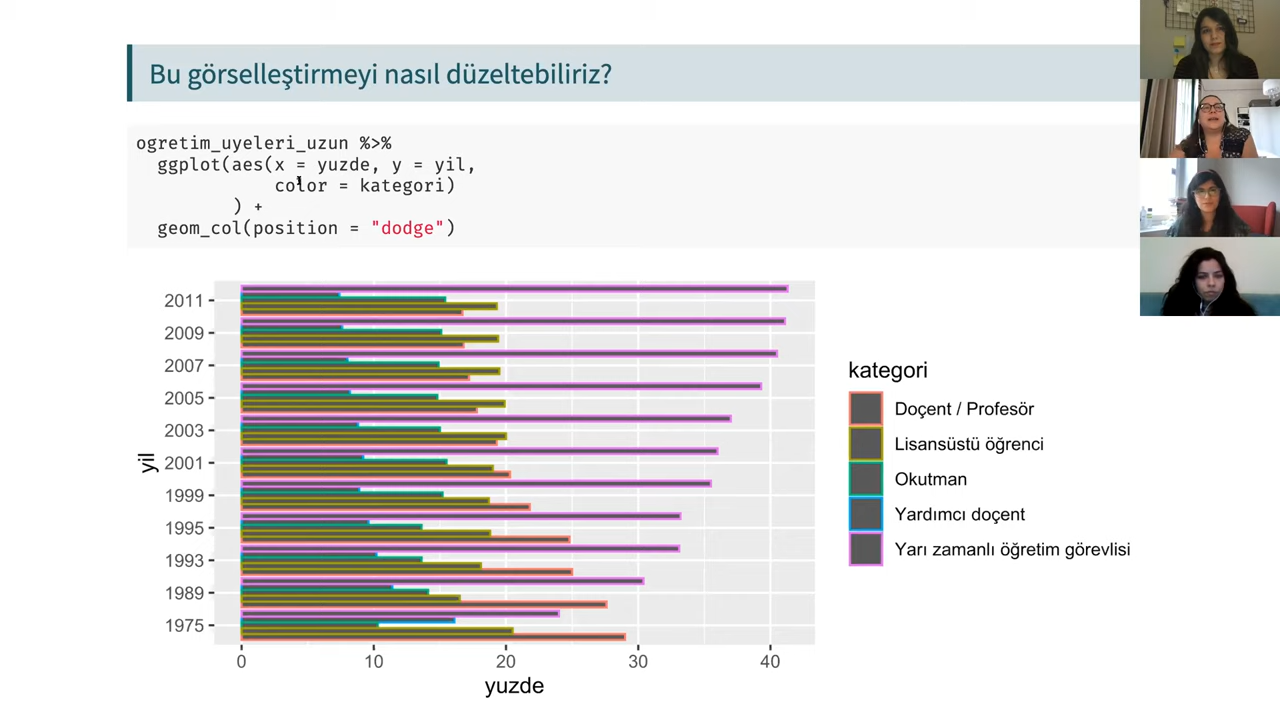 Bu görselleştirmeyi nasıl düzeltebiliriz?
ogretim_uyeleri_uzun %>%
ggplot(aes(x = yuzde, y = yil,
color = kategori)
) +
geom_col(position = "dodge")
yil
2011
2009
2007
2005
2003
2001
1999
1995
1993
1989
1975
0 10 20 30 40
yuzde
kategori
Doçent / Profesör
Lisansüstü öğrenci
Okutman
Yardımcı doçent
Yarı zamanlı öğretim görevlisi